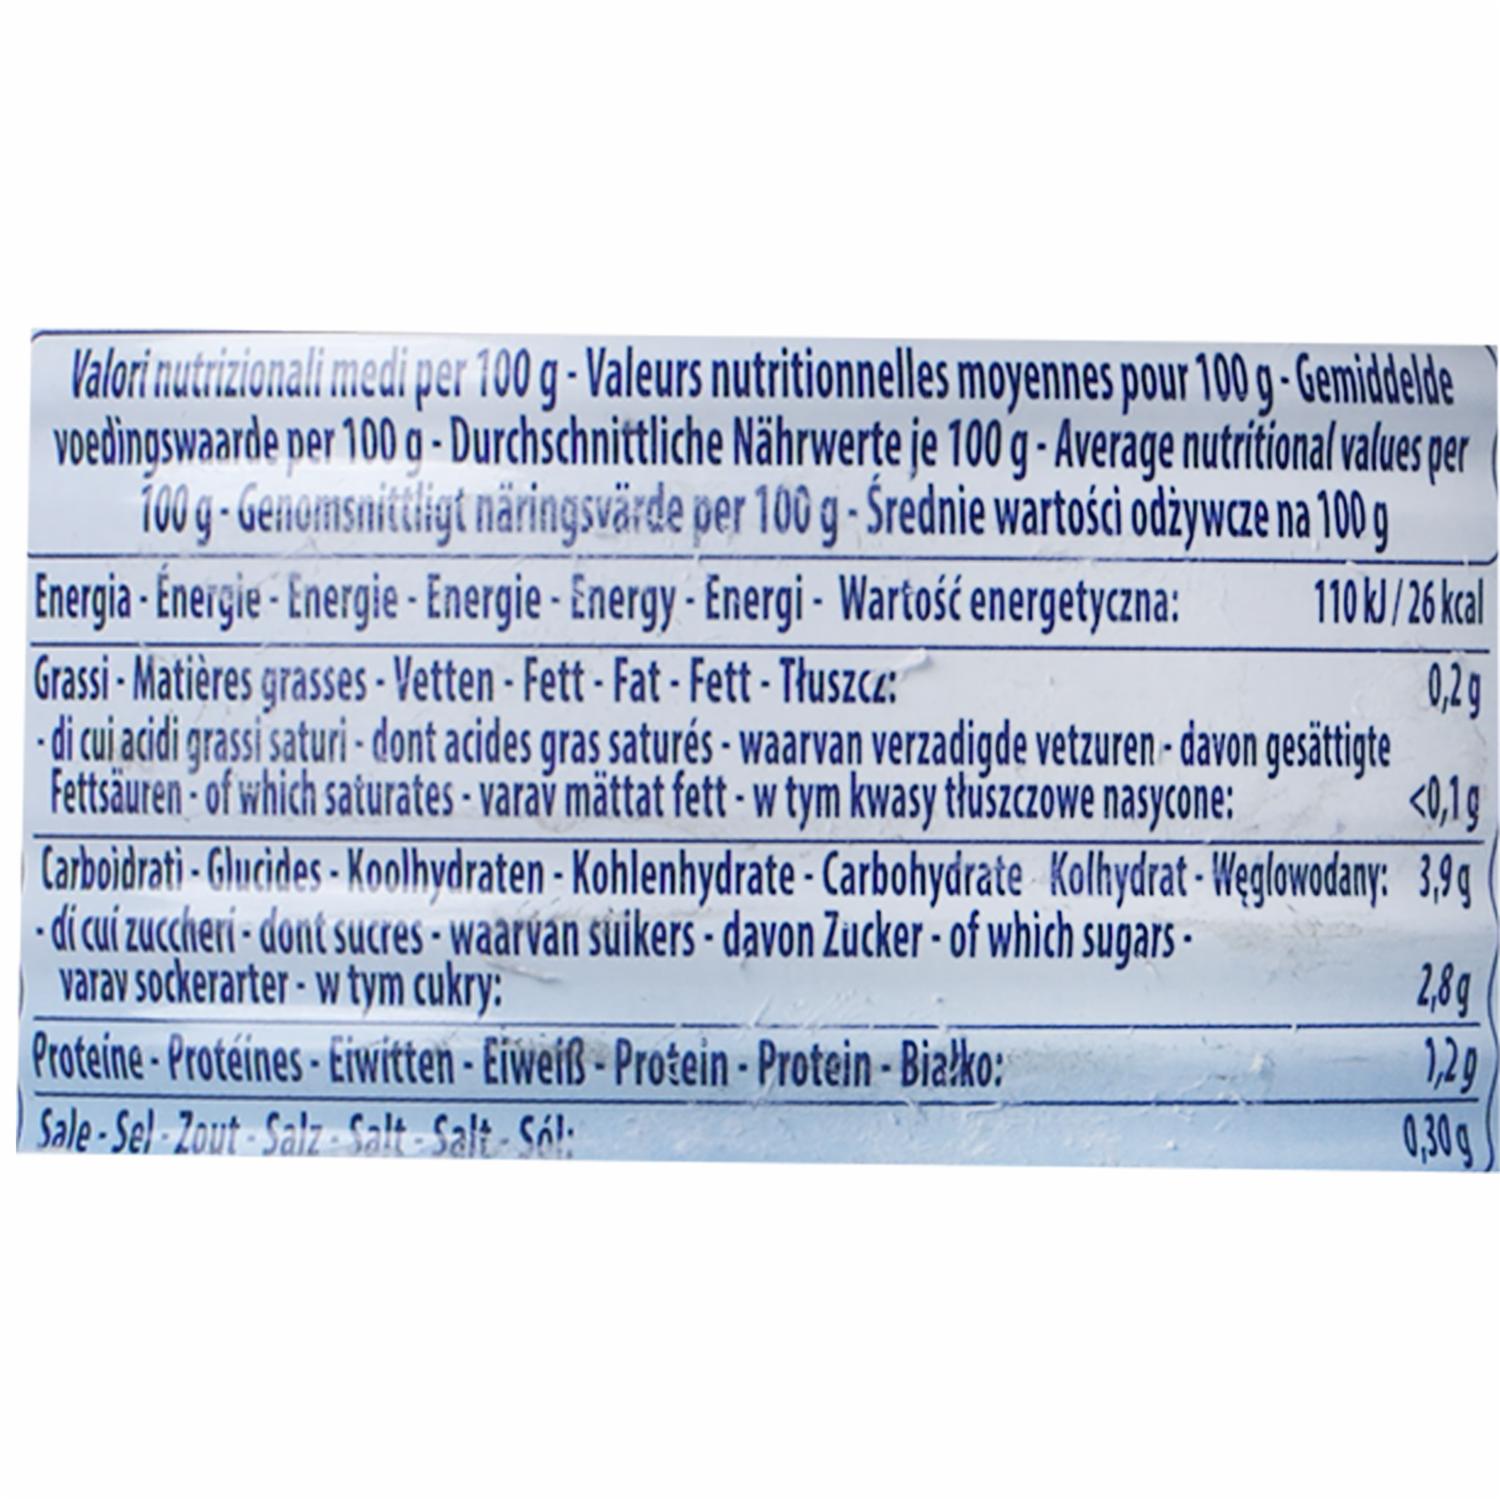 Valori nutrizionali medi per 100 g - Valeurs nutritionnelles moyennes pour 100 g - Gemiddelde
voedingswaarde per 100 g - Durchschnittliche Nährwerte je 100 g - Average nutritional values per
100 g - Genomsnittligt näringsvärde per 100 g - Średnie wartości odżywcze na 100 g
Energia - Énergie - Energie - Energie - Energy - Energi - Wartość energetyczna: 110 kJ / 26 kcal
Grassi - Matières grasses - Vetten - Fett - Fat - Fett - Tłuszcz: 0,2 g
- di cui acidi grassi saturi - dont acides gras saturés - waarvan verzadigde vetzuren - davon gesättigte
Fettsäuren - of which saturates - varav mättat fett - w tym kwasy tłuszczowe nasycone: <0,1 g
Carboidrati - Glucides - Koolhydraten - Kohlenhydrate - Carbohydrate Kolhydrat - Węglowodany: 3,9 g
- di cui zuccheri - dont sucres - waarvan suikers - davon Zucker - of which sugars -
varav sockerarter - w tym cukry: 2,8 g
Proteine - Protéines - Eiwitten - Eiweiß - Protein - Protein - Białko: 1,2 g
Sale - Sel - Zout - Salz - Salt - Salt - Sól: 0,30 g